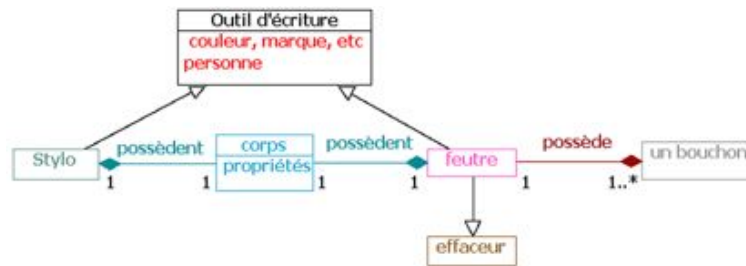 Outil d'écriture
couleur, marque, etc
personne
possèdent
corps
possèdent
possède
Stylo
propriétés
feutre
un bouchon
1
1
1
1
1
1..*
effaceur